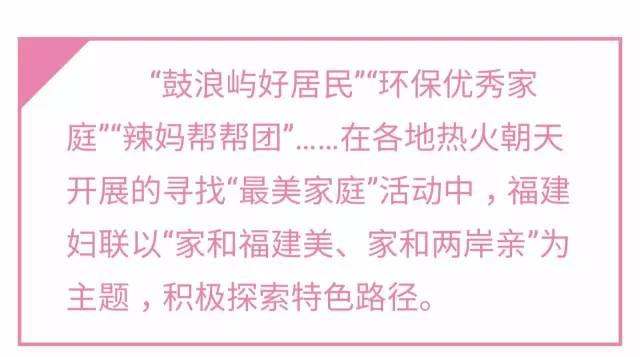 “鼓浪屿好居民”“环保优秀家
庭”“辣妈帮帮团”……在各地热火朝天
开展的寻找“最美家庭”活动中，福建
妇联以“家和福建美、家和两岸亲”为
主题，积极探索特色路径。